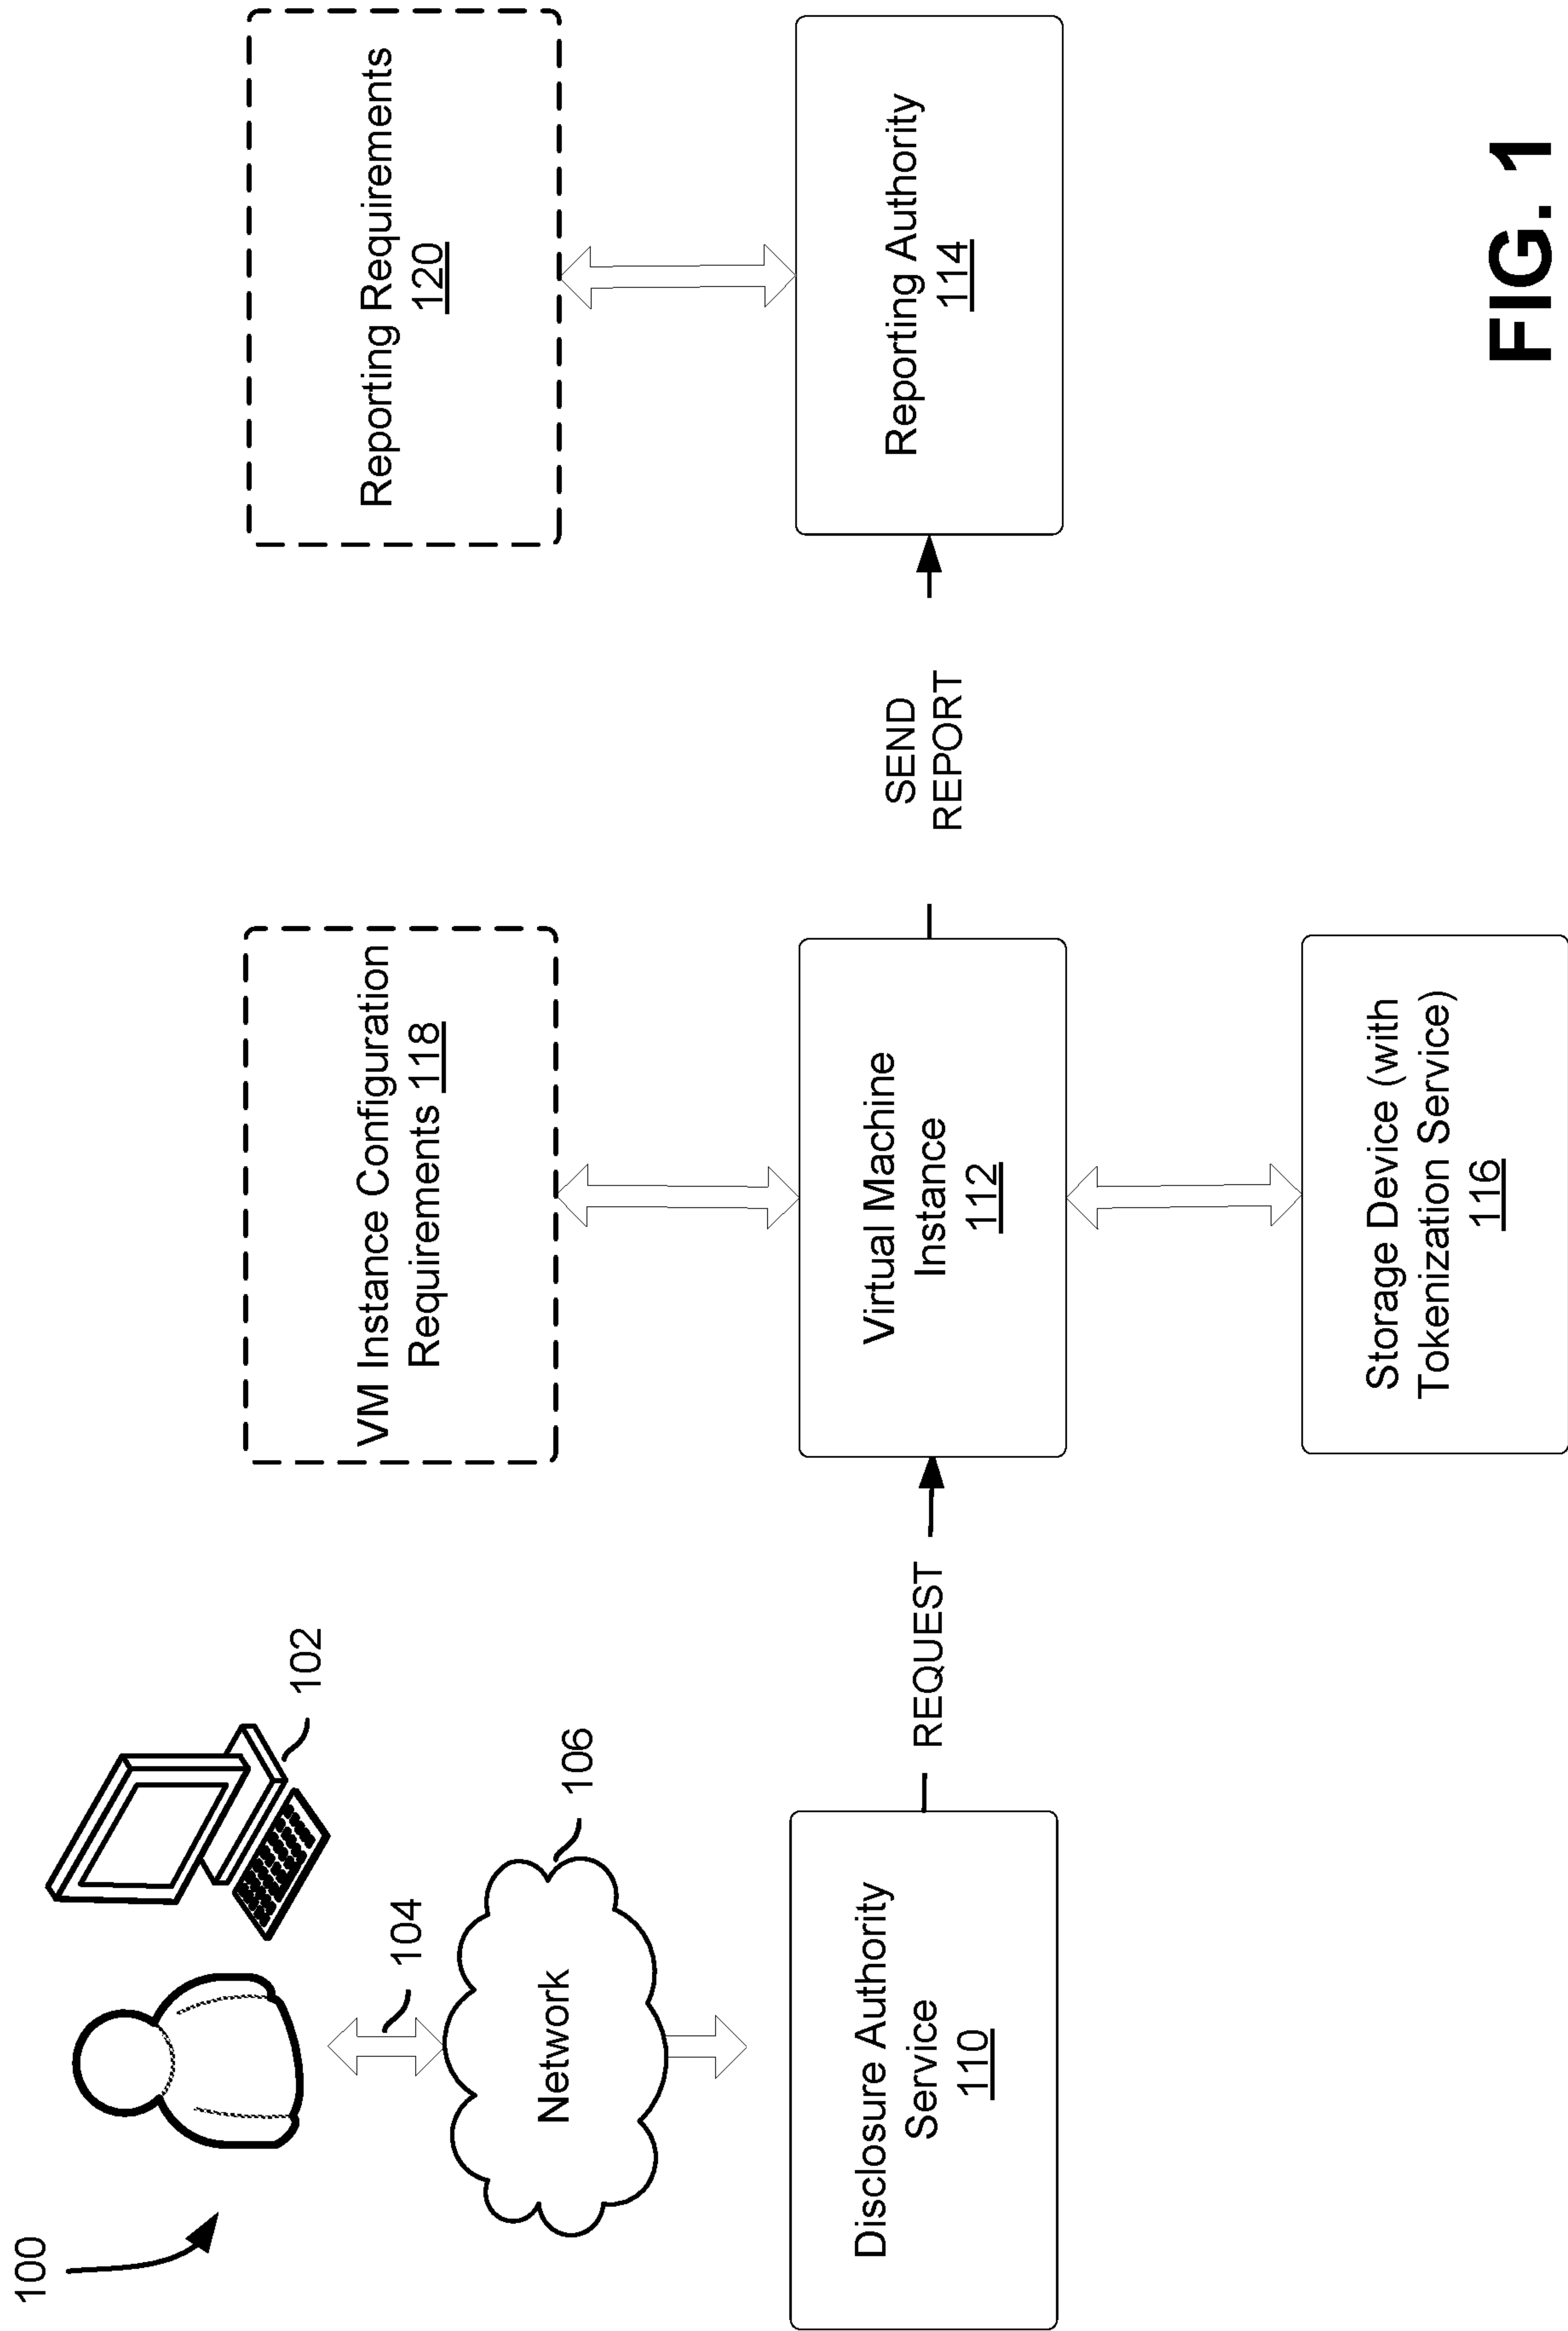 100
102
104
106
Network
VM Instance Configuration
Requirements 118
Reporting Requirements
120
Disclosure Authority
Service
110
REQUEST
Virtual Machine
Instance
112
SEND
REPORT
Reporting Authority
114
Storage Device (with
Tokenization Service)
116
FIG. 1